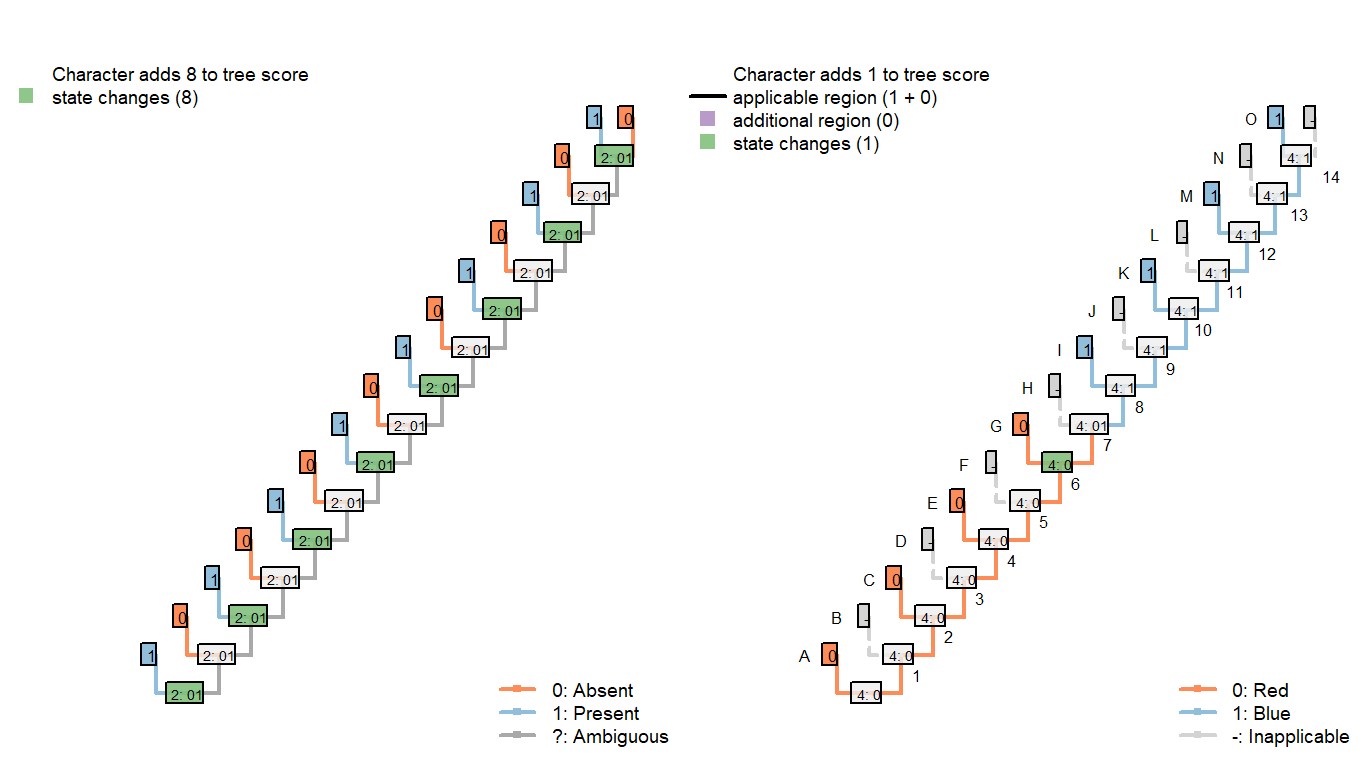 Character adds 8 to tree score
state changes (8)
1 0
0 2: 01
1 2: 01
0 2: 01
1 2: 01
0 2: 01
1 2: 01
0 2: 01
1 2: 01
0 2: 01
1 2: 01
0 2: 01
1 2: 01
0 2: 01
1 2: 01
2: 01
0: Absent
1: Present
?: Ambiguous
Character adds 1 to tree score
applicable region (1 + 0)
additional region (0)
state changes (1)
O 1 -
N - 4: 1
14
M 1 4: 1
13
L - 4: 1
12
K 1 4: 1
11
J - 4: 1
10
I 1 4: 1
9
H - 4: 1
8
G 0 4: 01
7
F - 4: 0
6
E 0 4: 0
5
D - 4: 0
4
C 0 4: 0
3
B - 4: 0
2
A 0 4: 0
1
4: 0
0: Red
1: Blue
-: Inapplicable